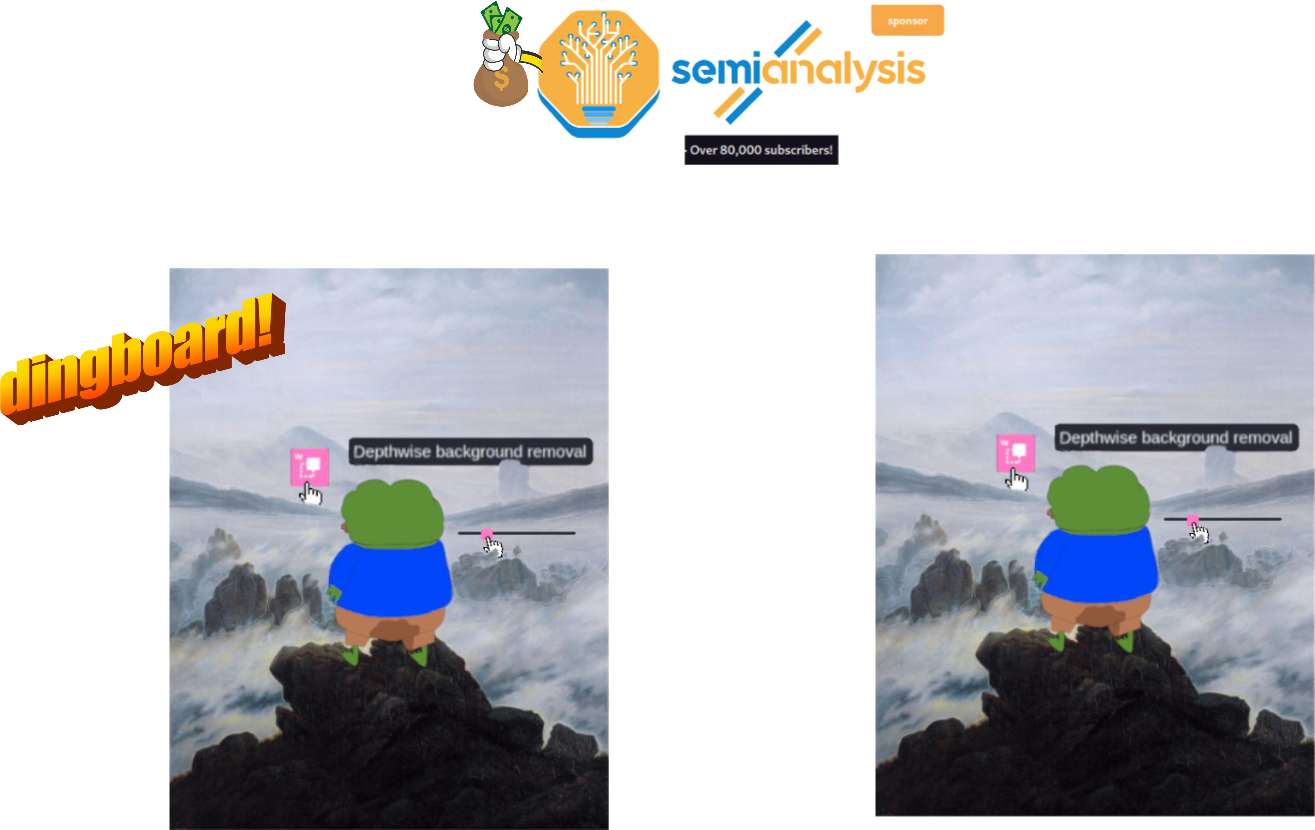 sponsor
semianalysis
- Over 80,000 subscribers!
dingboard!
Depthwise background removal
Depthwise background removal
W
W
$